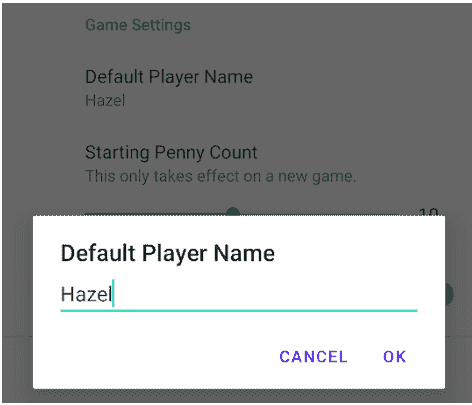 Game Settings
Default Player Name
Hazel
Starting Penny Count
This only takes effect on a new game.
10
Default Player Name
Hazel
CANCEL OK